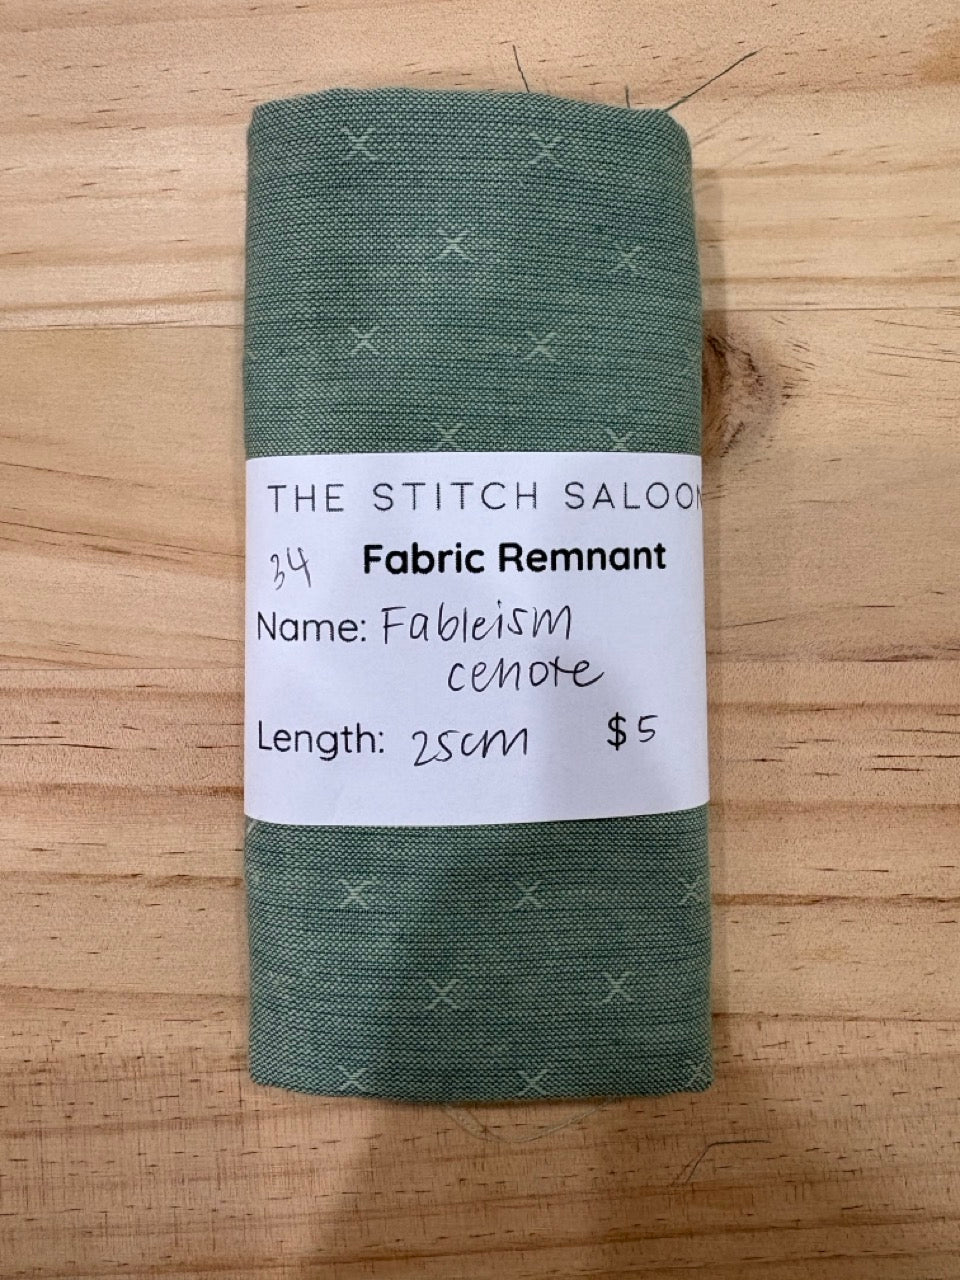 THE STITCH SALOON
34 Fabric Remnant
Name: Fableism
cenote
Length: 25cm $5